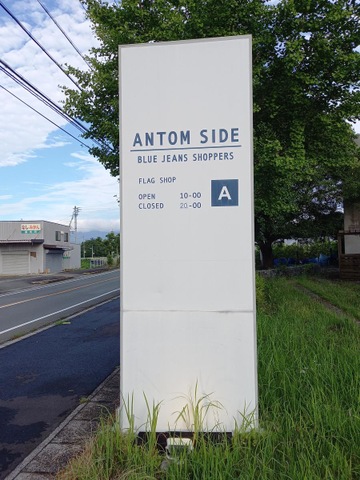 ANTOM SIDE
BLUE JEANS SHOPPERS
FLAG SHOP
OPEN 10-00
CLOSED 20-00
A